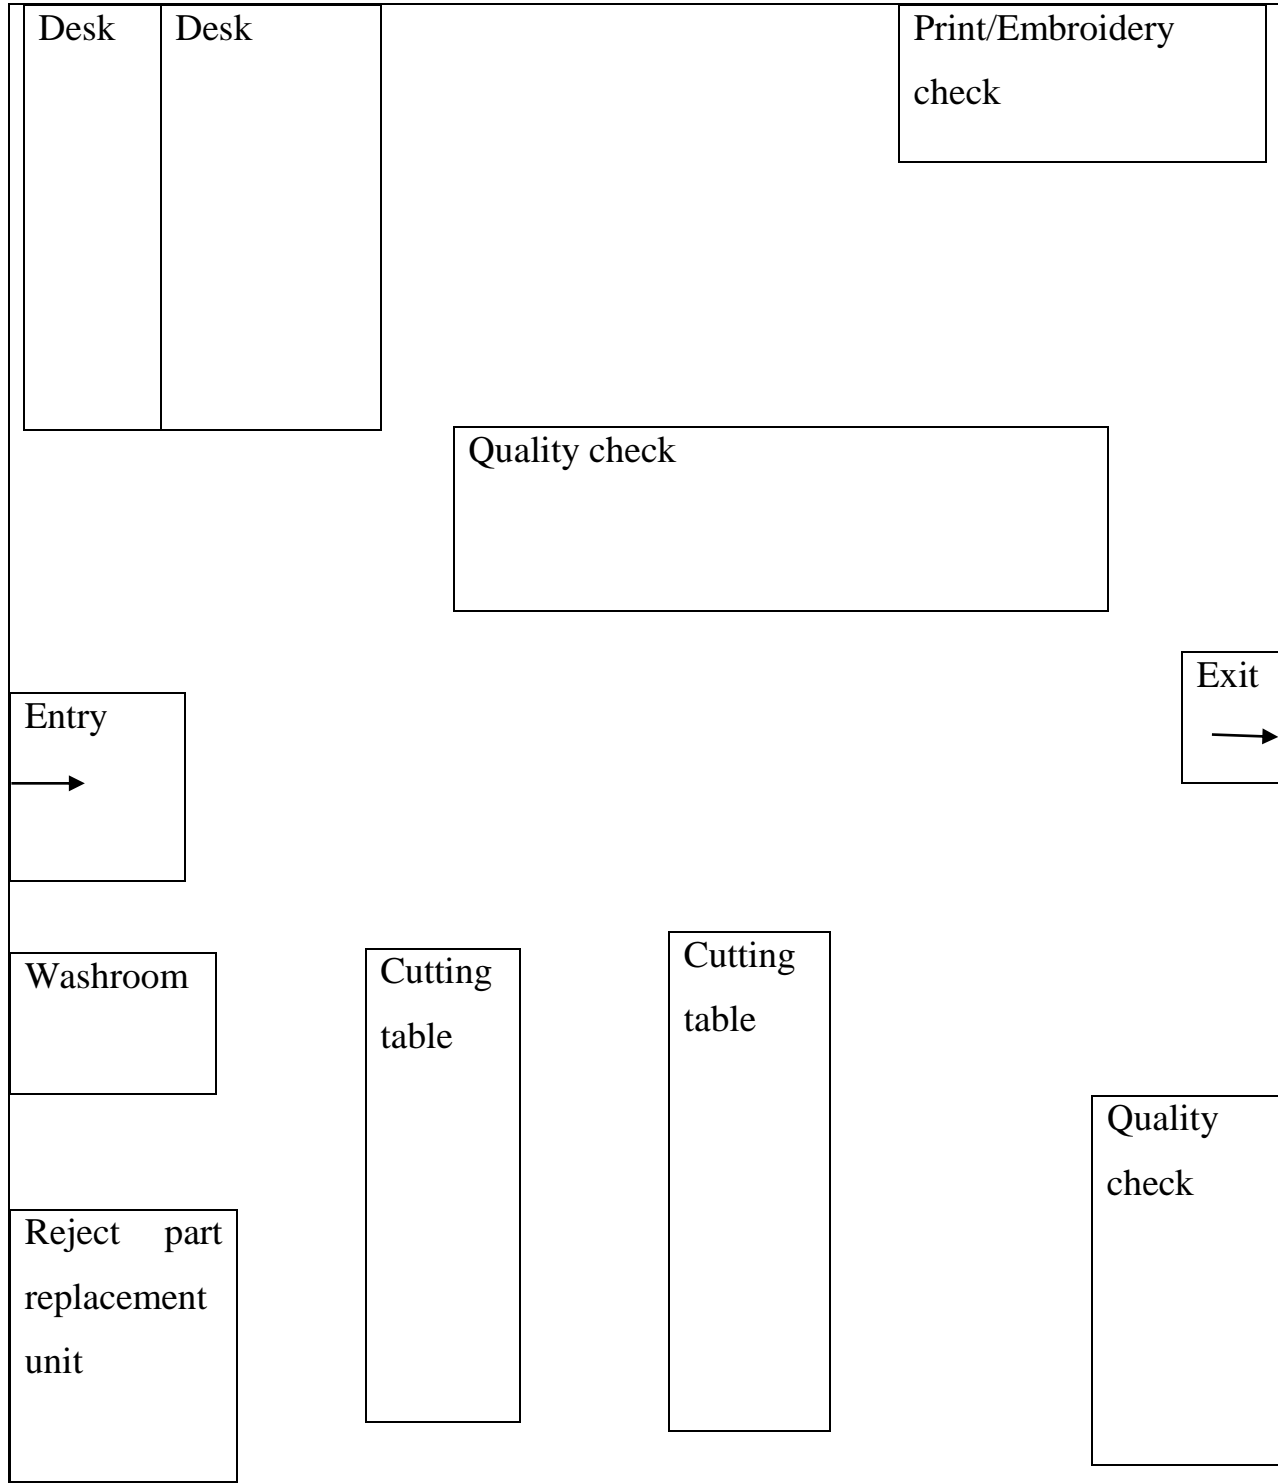 Desk
Desk
Print/Embroidery
check
Quality check
Exit
Entry
Washroom
Cutting
table
Cutting
table
Quality
check
Reject part
replacement
unit